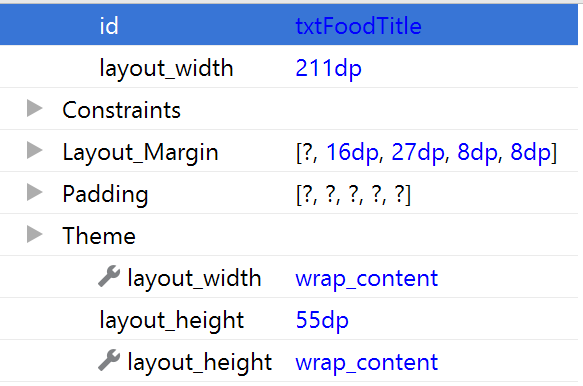 id txtFoodTitle
layout_width 211dp
Constraints
Layout_Margin [?, 16dp, 27dp, 8dp, 8dp]
Padding [?, ?, ?, ?, ?]
Theme
layout_width wrap_content
layout_height 55dp
layout_height wrap_content